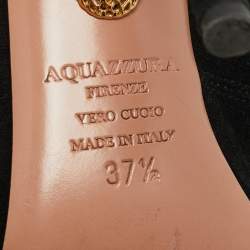 AQUAZZURA
FIRENZE
VERO CUOIO
MADE IN ITALY
37½